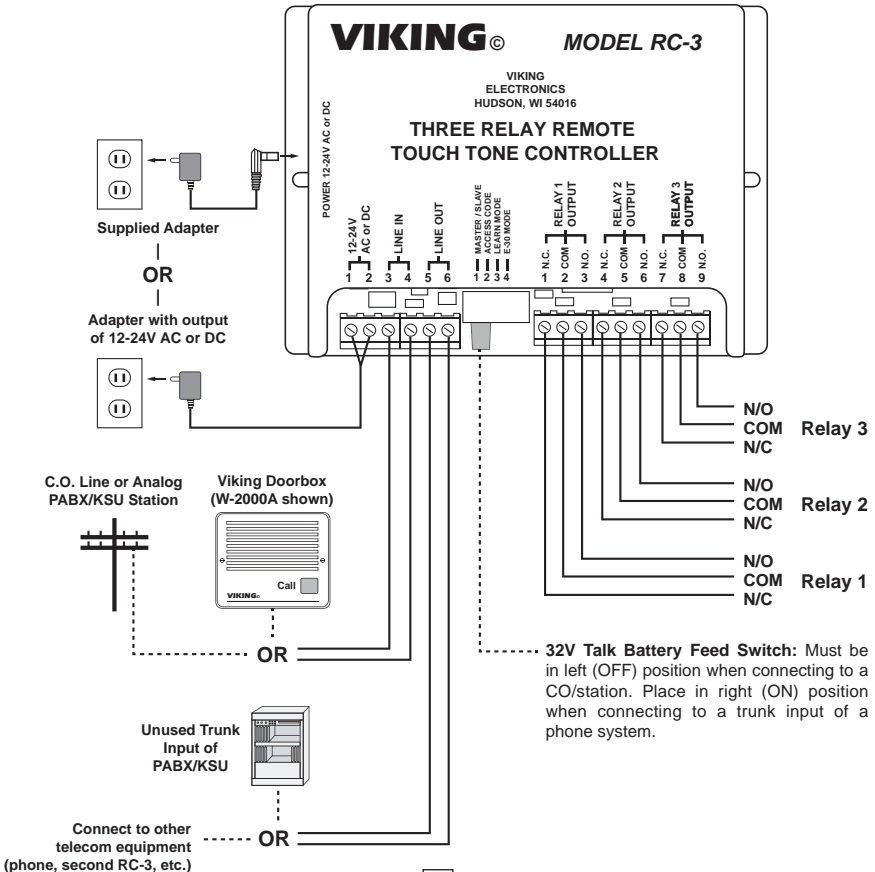 VIKING© MODEL RC-3
VIKING
ELECTRONICS
HUDSON, WI 54016
THREE RELAY REMOTE
TOUCH TONE CONTROLLER
POWER 12-24V AC or DC
12-24V
AC or DC
LINE IN
LINE OUT
MASTER / SLAVE
ACCESS CODE
LEARN MODE
E-30 MODE
RELAY 1
OUTPUT
RELAY 2
OUTPUT
RELAY 3
OUTPUT
N.C. COM N.O. N.C. COM N.O. N.C. COM N.O.
1 2 3 4 5 6 1 2 3 4 1 2 3 4 5 6 7 8 9
Supplied Adapter
OR
Adapter with output
of 12-24V AC or DC
N/O
COM Relay 3
N/C
N/O
COM Relay 2
N/C
N/O
COM Relay 1
N/C
C.O. Line or Analog
PABX/KSU Station
Viking Doorbox
(W-2000A shown)
Call
VIKING©
OR
32V Talk Battery Feed Switch: Must be
in left (OFF) position when connecting to a
CO/station. Place in right (ON) position
when connecting to a trunk input of a
phone system.
Unused Trunk
Input of
PABX/KSU
OR
Connect to other
telecom equipment
(phone, second RC-3, etc.)